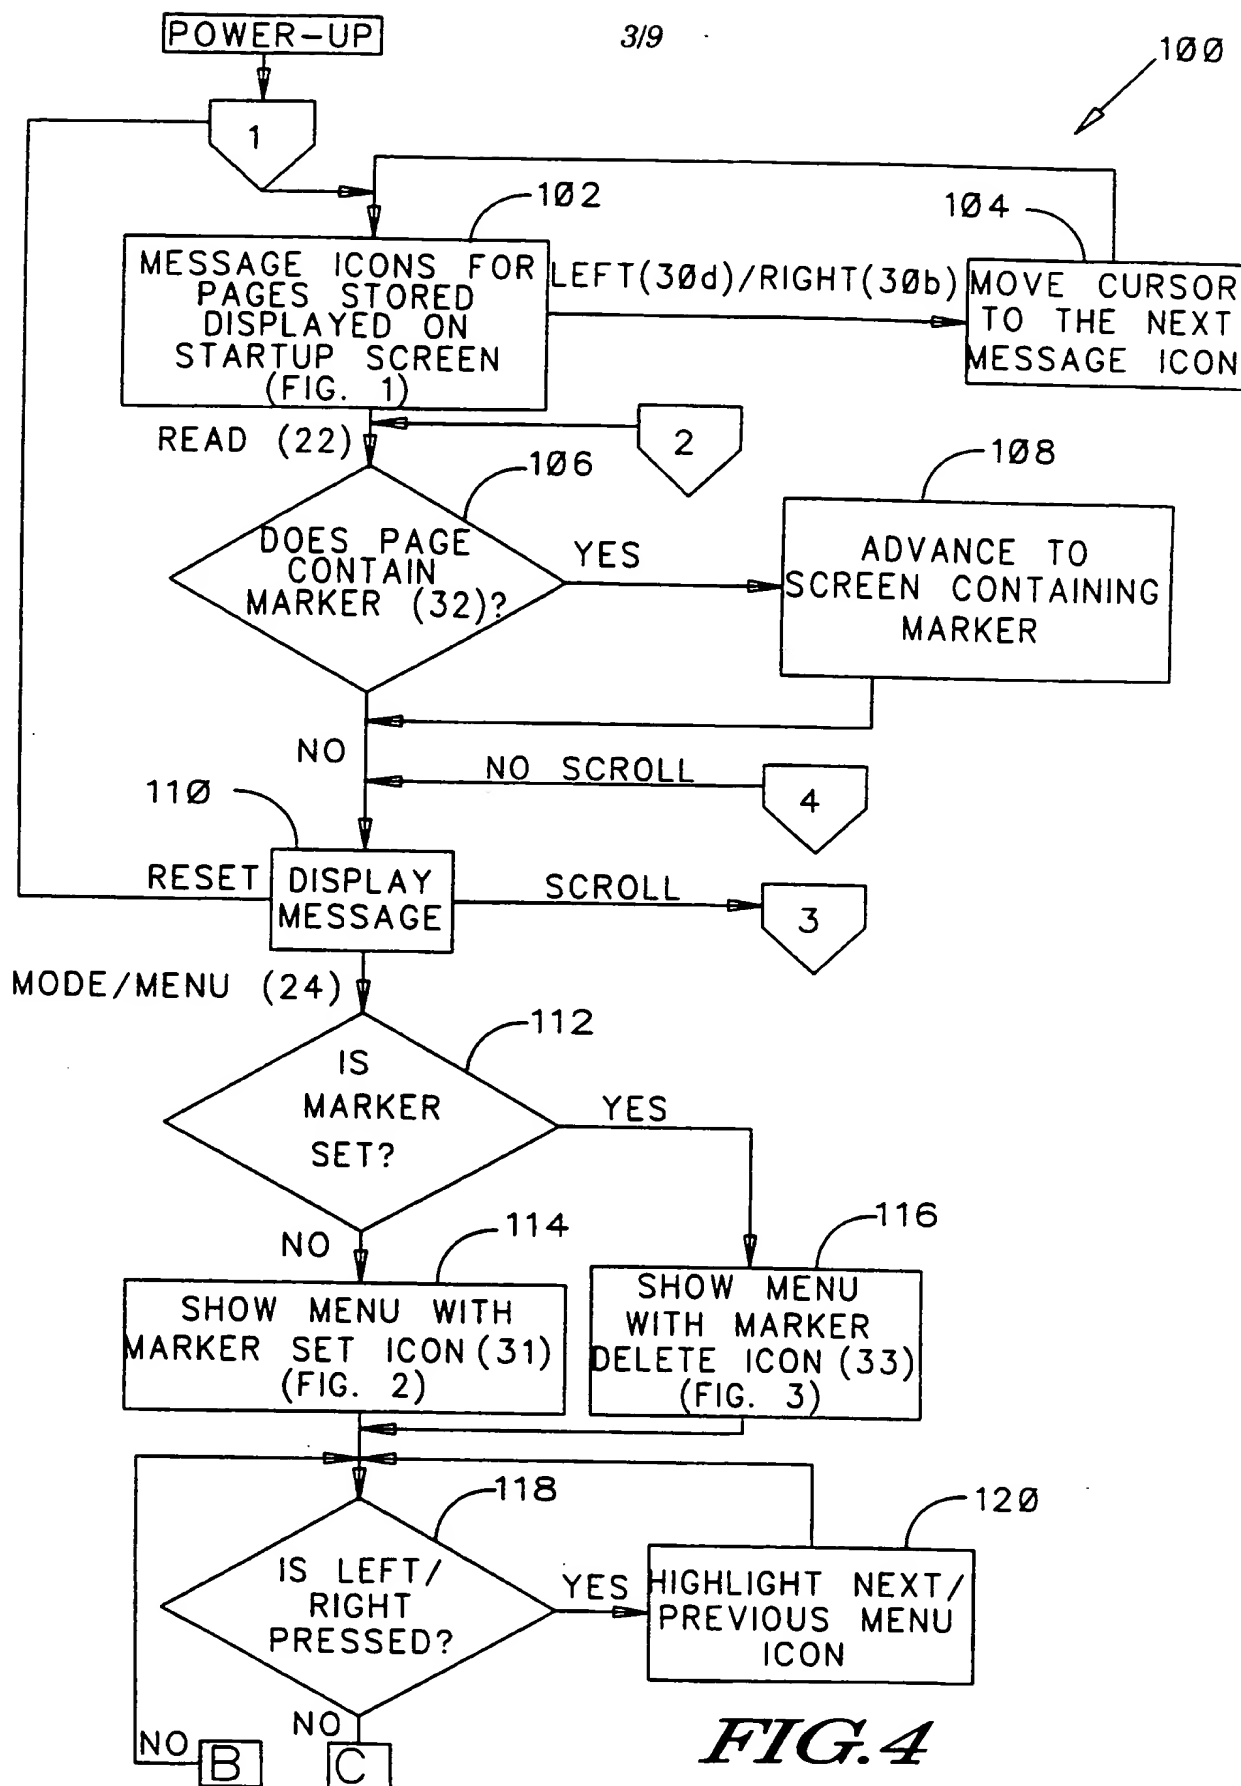 POWER-UP
3/9
100
1
102
104
MESSAGE ICONS FOR
PAGES STORED
DISPLAYED ON
STARTUP SCREEN
(FIG. 1)
LEFT(30d)/RIGHT(30b)
MOVE CURSOR
TO THE NEXT
MESSAGE ICON
READ (22)
2
106
108
DOES PAGE
CONTAIN
MARKER (32)?
YES
ADVANCE TO
SCREEN CONTAINING
MARKER
NO
NO SCROLL
4
110
RESET
DISPLAY
MESSAGE
SCROLL
3
MODE/MENU (24)
112
IS
MARKER
SET?
YES
NO
114
116
SHOW MENU WITH
MARKER SET ICON (31)
(FIG. 2)
SHOW MENU
WITH MARKER
DELETE ICON (33)
(FIG. 3)
118
120
IS LEFT/
RIGHT
PRESSED?
YES
HIGHLIGHT NEXT/
PREVIOUS MENU
ICON
NO
B
NO
C
FIG.4